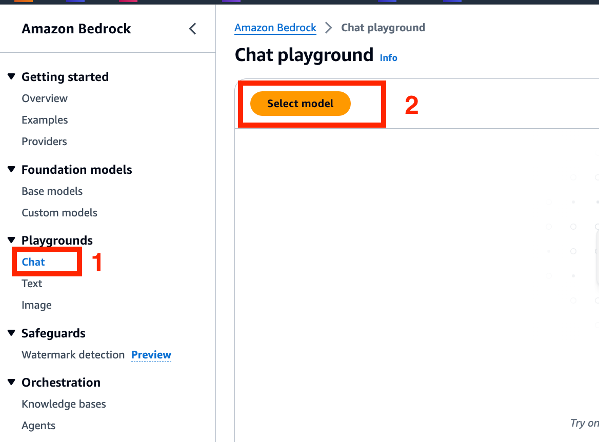 Amazon Bedrock
Getting started
Overview
Examples
Providers
Foundation models
Base models
Custom models
Playgrounds
Chat
1
Text
Image
Safeguards
Watermark detection Preview
Orchestration
Knowledge bases
Agents
Amazon Bedrock > Chat playground
Chat playground Info
Select model
2
Try on